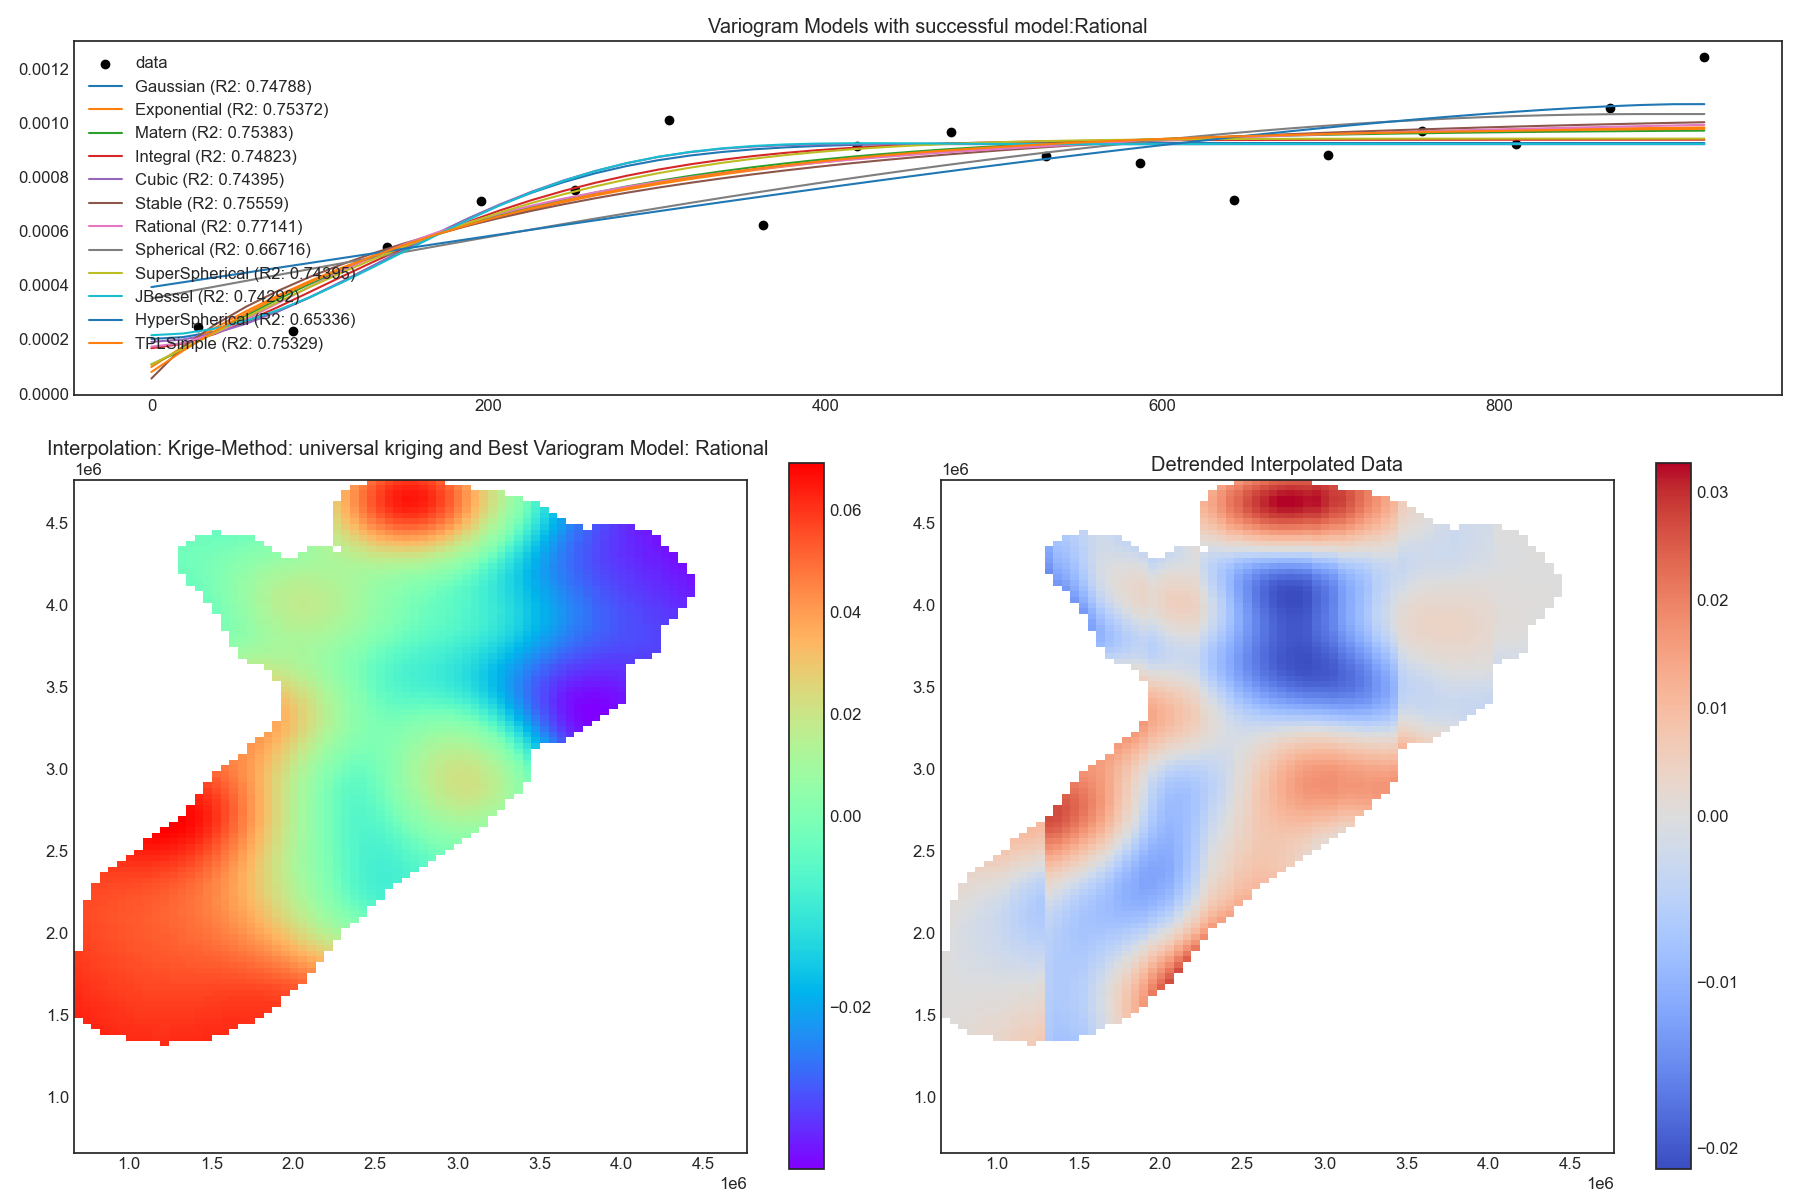 Variogram Models with successful model:Rational
0.0012
0.0010
0.0008
0.0006
0.0004
0.0002
0.0000
data
Gaussian (R2: 0.74788)
Exponential (R2: 0.75372)
Matern (R2: 0.75383)
Integral (R2: 0.74823)
Cubic (R2: 0.74395)
Stable (R2: 0.75559)
Rational (R2: 0.77141)
Spherical (R2: 0.66716)
SuperSpherical (R2: 0.74395)
JBessel (R2: 0.74292)
HyperSpherical (R2: 0.65336)
TPLSimple (R2: 0.75329)
0 200 400 600 800
Interpolation: Krige-Method: universal kriging and Best Variogram Model: Rational
1e6
4.5
4.0
3.5
3.0
2.5
2.0
1.5
1.0
1.0 1.5 2.0 2.5 3.0 3.5 4.0 4.5
1e6
0.06
0.04
0.02
0.00
−0.02
Detrended Interpolated Data
1e6
4.5
4.0
3.5
3.0
2.5
2.0
1.5
1.0
1.0 1.5 2.0 2.5 3.0 3.5 4.0 4.5
1e6
0.03
0.02
0.01
0.00
−0.01
−0.02